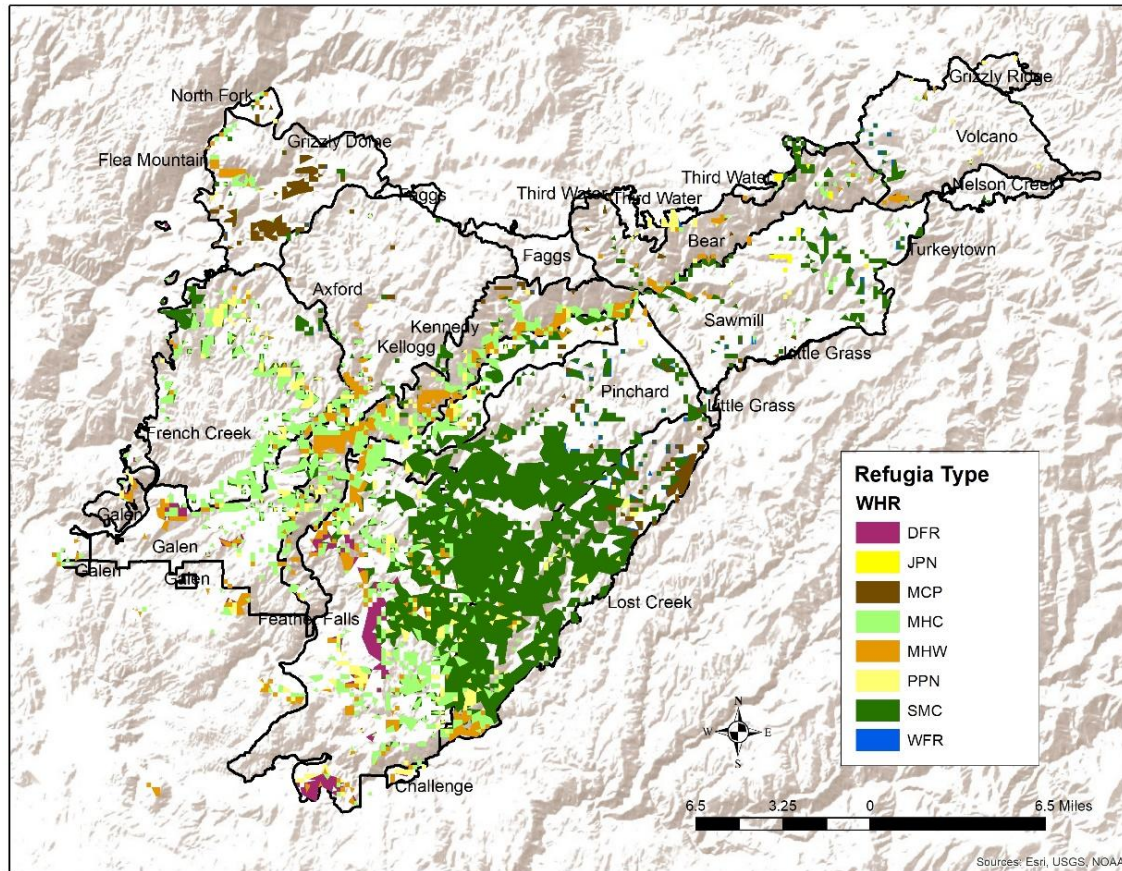 Grizzly Ridge
North Fork
Volcano
Grizzly Dome
Flea Mountain
Third Water
Nelson Creek
Faggs
Third Water
Third Water
Bear
Turkeytown
Faggs
Axford
Sawmill
Kennedy
Kellogg
Little Grass
Pinchard
Little Grass
French Creek
Refugia Type
WHR
DFR
JPN
MCP
MHC
MHW
PPN
SMC
WFR
Galen
Galen
Galen
Galen
Lost Creek
Feather Falls
N
W E
S
Challenge
6.5 3.25 0 6.5 Miles
Sources: Esri, USGS, NOAA